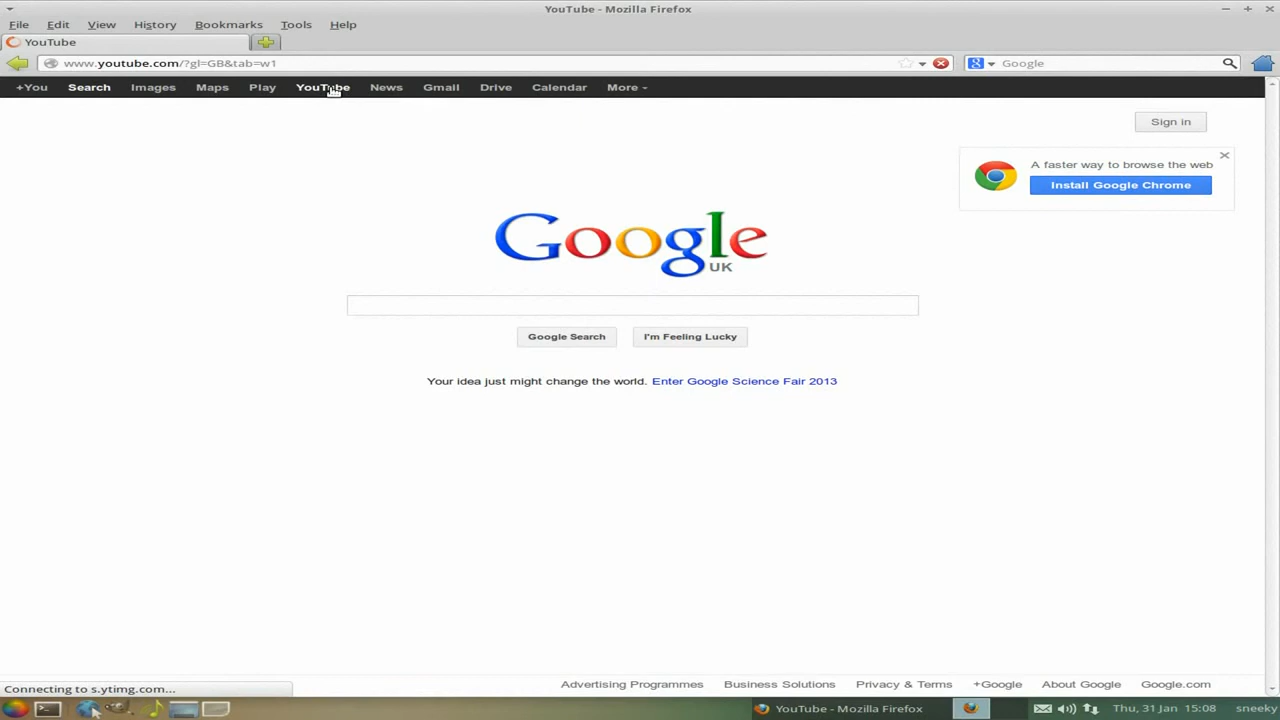 YouTube - Mozilla Firefox
File Edit View History Bookmarks Tools Help
YouTube
www.youtube.com/?gl=GB&tab=w1
Google
+You Search Images Maps Play YouTube News Gmail Drive Calendar More
Sign in
A faster way to browse the web
Install Google Chrome
Google
UK
Google Search I'm Feeling Lucky
Your idea just might change the world. Enter Google Science Fair 2013
Advertising Programmes Business Solutions Privacy & Terms +Google About Google Google.com
Connecting to s.ytimg.com...
YouTube - Mozilla Firefox Thu, 31 Jan 15:08 sneeky